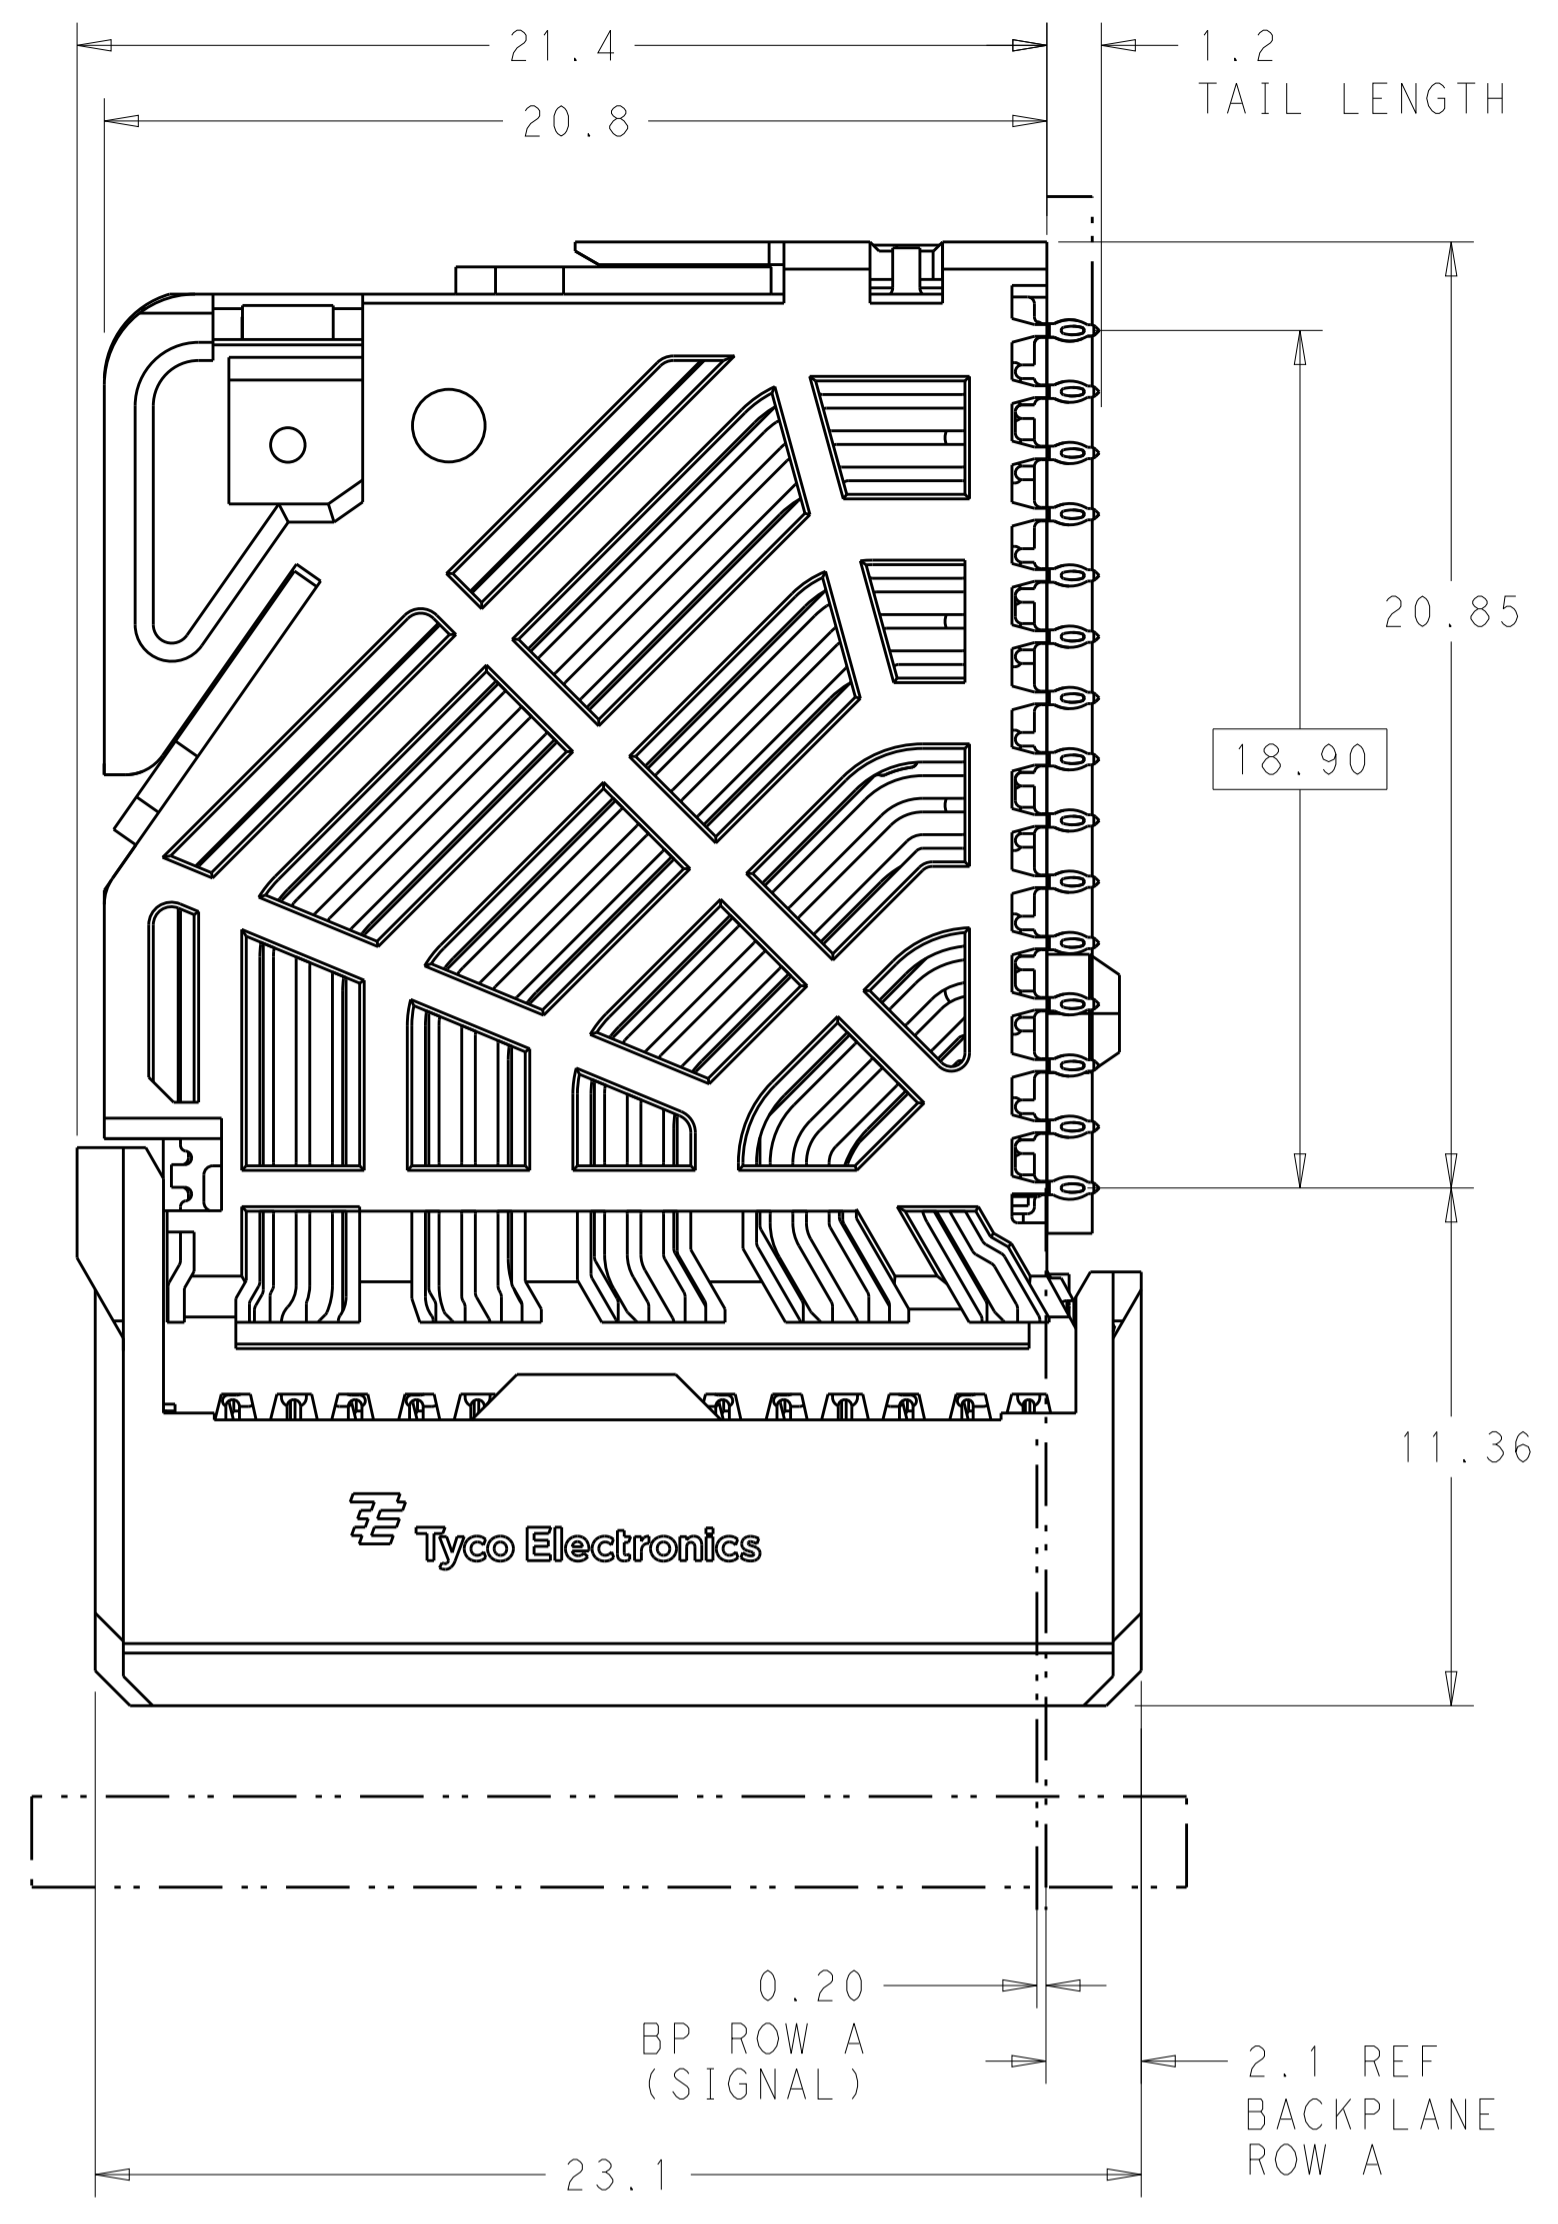 21.4
1.2
TAIL LENGTH
20.8
20.85
18.90
11.36
Tyco Electronics
0.20
BP ROW A
(SIGNAL)
2.1 REF
BACKPLANE
ROW A
23.1